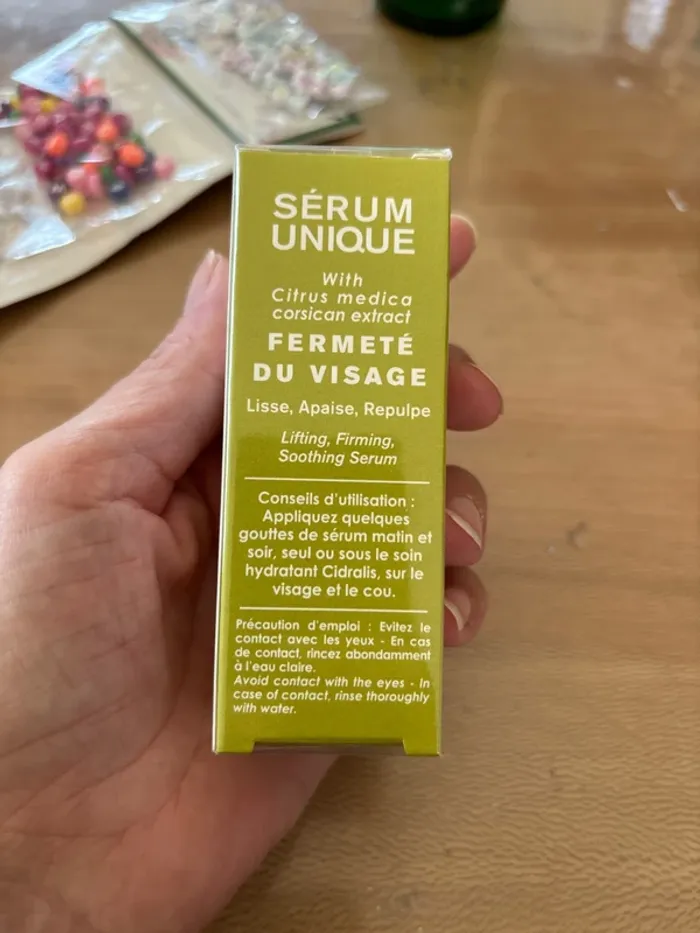 SÉRUM
UNIQUE
With
Citrus medica
corsican extract
FERMETÉ
DU VISAGE
Lisse, Apaise, Repulpe
Lifting, Firming,
Soothing Serum
Conseils d'utilisation :
Appliquez quelques
gouttes de sérum matin et
soir, seul ou sous le soin
hydratant Cidralis, sur le
visage et le cou.
Précaution d'emploi : Evitez le
contact avec les yeux - En cas
de contact, rincez abondamment
à l'eau claire.
Avoid contact with the eyes - In
case of contact, rinse thoroughly
with water.